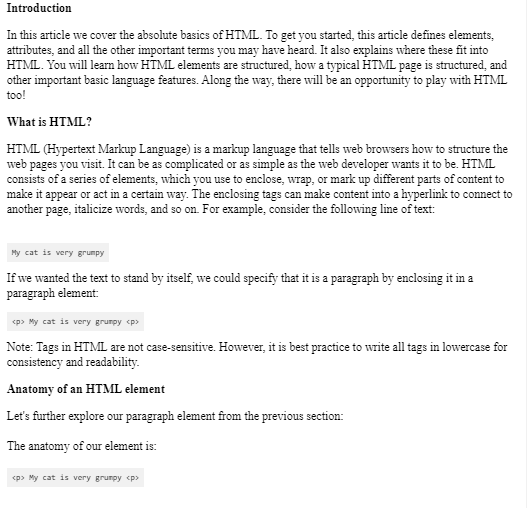 Introduction
In this article we cover the absolute basics of HTML. To get you started, this article defines elements,
attributes, and all the other important terms you may have heard. It also explains where these fit into
HTML. You will learn how HTML elements are structured, how a typical HTML page is structured, and
other important basic language features. Along the way, there will be an opportunity to play with HTML
too!
What is HTML?
HTML (Hypertext Markup Language) is a markup language that tells web browsers how to structure the
web pages you visit. It can be as complicated or as simple as the web developer wants it to be. HTML
consists of a series of elements, which you use to enclose, wrap, or mark up different parts of content to
make it appear or act in a certain way. The enclosing tags can make content into a hyperlink to connect to
another page, italicize words, and so on. For example, consider the following line of text:
My cat is very grumpy
If we wanted the text to stand by itself, we could specify that it is a paragraph by enclosing it in a
paragraph element:
<p> My cat is very grumpy <p>
Note: Tags in HTML are not case-sensitive. However, it is best practice to write all tags in lowercase for
consistency and readability.
Anatomy of an HTML element
Let's further explore our paragraph element from the previous section:
The anatomy of our element is:
<p> My cat is very grumpy <p>